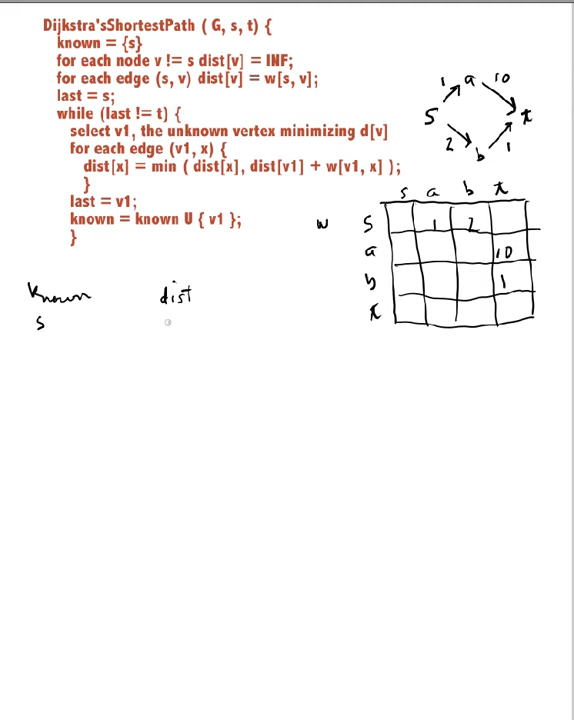 Dijkstra'sShortestPath ( G, s, t) {
known = {s}
for each node v != s dist[v] = INF;
for each edge (s, v) dist[v] = w[s, v];
last = s;
while (last != t) {
select v1, the unknown vertex minimizing d[v]
for each edge (v1, x) {
dist[x] = min ( dist[x], dist[v1] + w[v1, x] );
}
last = v1;
known = known U { v1 };
}
1 a 10
S t
2 b 1
s a b t
w S 1 2
a 10
b 1
t
Known dist
s